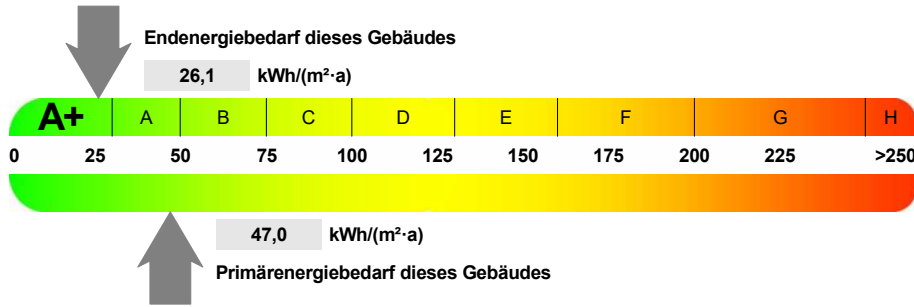 Endenergiebedarf dieses Gebäudes
26,1 kWh/(m²·a)
A+ A B C D E F G H
0 25 50 75 100 125 150 175 200 225 >250
47,0 kWh/(m²·a)
Primärenergiebedarf dieses Gebäudes